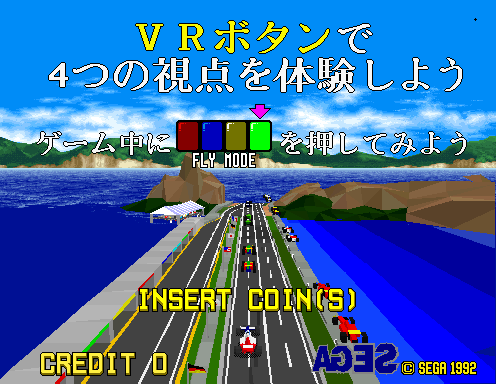 VRボタンで
4つの視点を体験しよう
ゲーム中に を押してみよう
FLY MODE
INSERT COIN(S)
SEGA
CREDIT 0
© SEGA 1992